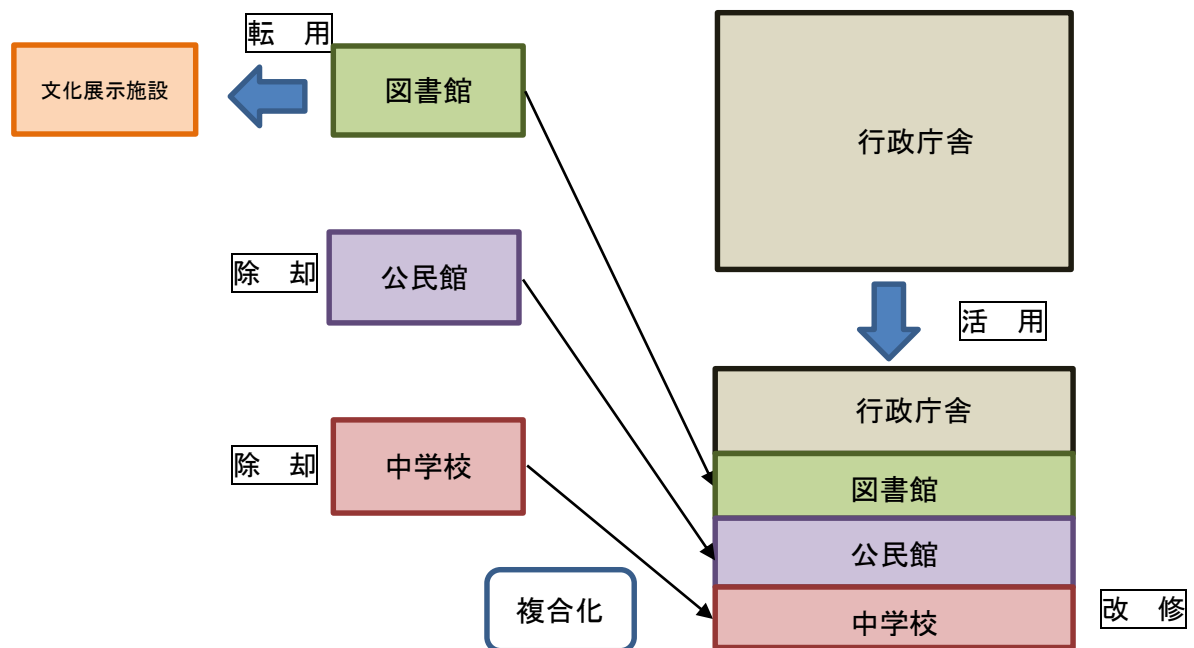 転　用
文化展示施設
図書館
行政庁舎
除　却
公民館
活　用
行政庁舎
除　却
中学校
図書館
公民館
複合化
中学校
改　修